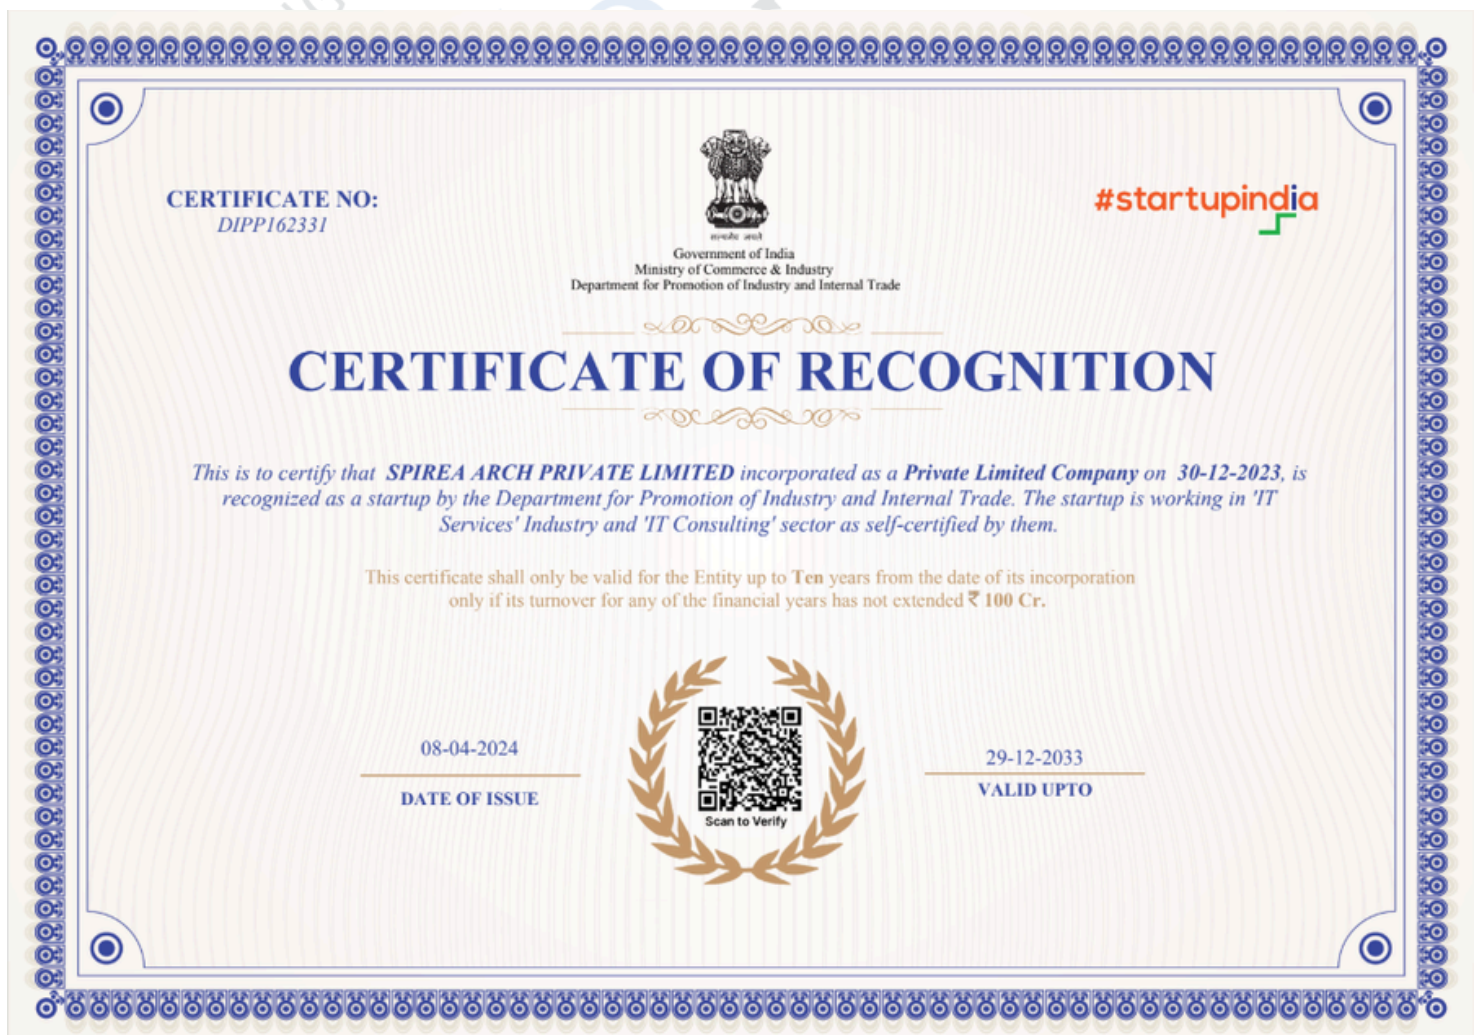 CERTIFICATE NO:
DIPP162331
#startupindia
सत्यमेव जयते
Government of India
Ministry of Commerce & Industry
Department for Promotion of Industry and Internal Trade
CERTIFICATE OF RECOGNITION
This is to certify that SPIREA ARCH PRIVATE LIMITED incorporated as a Private Limited Company on 30-12-2023, is
recognized as a startup by the Department for Promotion of Industry and Internal Trade. The startup is working in 'IT
Services' Industry and 'IT Consulting' sector as self-certified by them.
This certificate shall only be valid for the Entity up to Ten years from the date of its incorporation
only if its turnover for any of the financial years has not extended ₹ 100 Cr.
08-04-2024
DATE OF ISSUE
Scan to Verify
29-12-2033
VALID UPTO